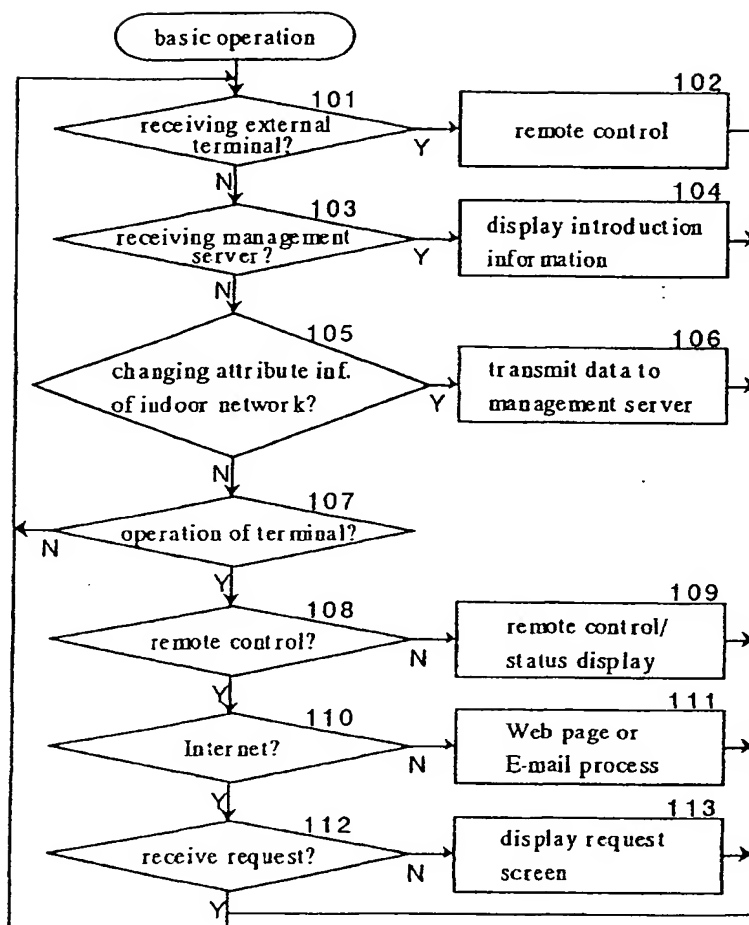 basic operation
101
receiving external
terminal?
Y
N
102
remote control
103
receiving management
server?
Y
N
104
display introduction
information
105
changing attribute inf.
of indoor network?
Y
N
106
transmit data to
management server
107
operation of terminal?
N
Y
108
remote control?
N
Y
109
remote control/
status display
110
Internet?
N
Y
111
Web page or
E-mail process
112
receive request?
N
Y
113
display request
screen